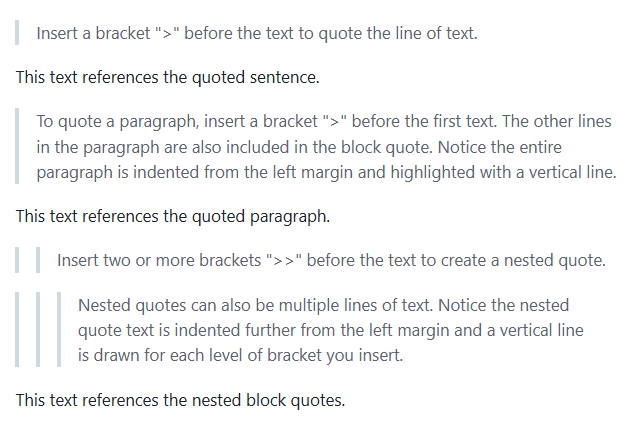 Insert a bracket ">" before the text to quote the line of text.
This text references the quoted sentence.
To quote a paragraph, insert a bracket ">" before the first text. The other lines
in the paragraph are also included in the block quote. Notice the entire
paragraph is indented from the left margin and highlighted with a vertical line.
This text references the quoted paragraph.
Insert two or more brackets ">>" before the text to create a nested quote.
Nested quotes can also be multiple lines of text. Notice the nested
quote text is indented further from the left margin and a vertical line
is drawn for each level of bracket you insert.
This text references the nested block quotes.